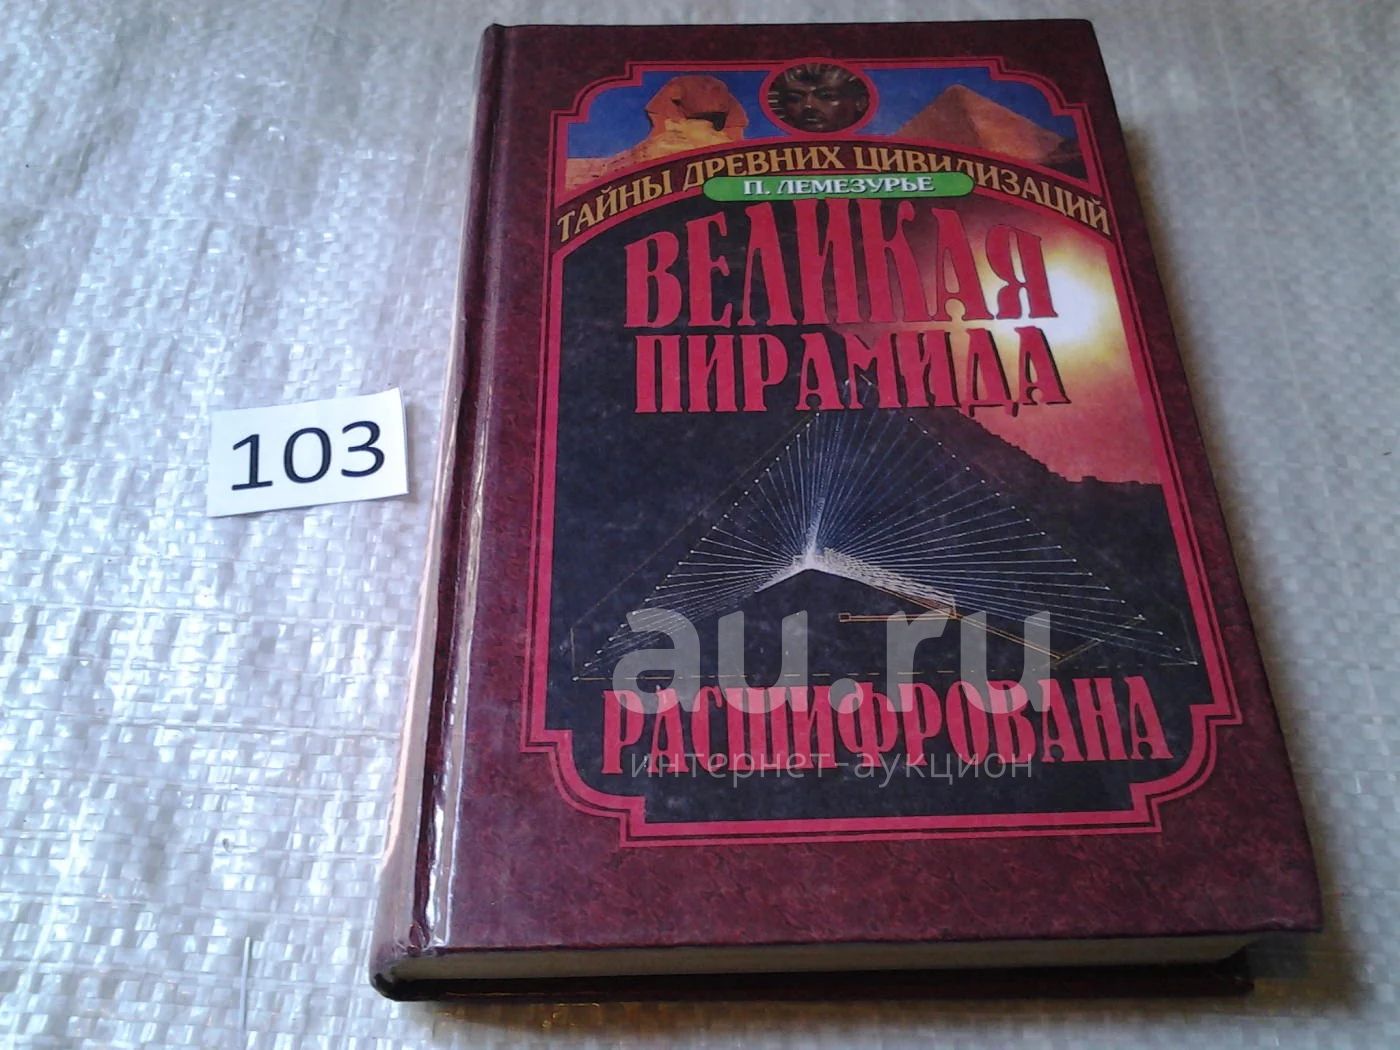 ТАЙНЫ ДРЕВНИХ ЦИВИЛИЗАЦИЙ
П. ЛЕМЕЗУРЬЕ
ВЕЛИКАЯ
ПИРАМИДА
103
au.ru
РАСШИФРОВАНА
интернет-аукцион